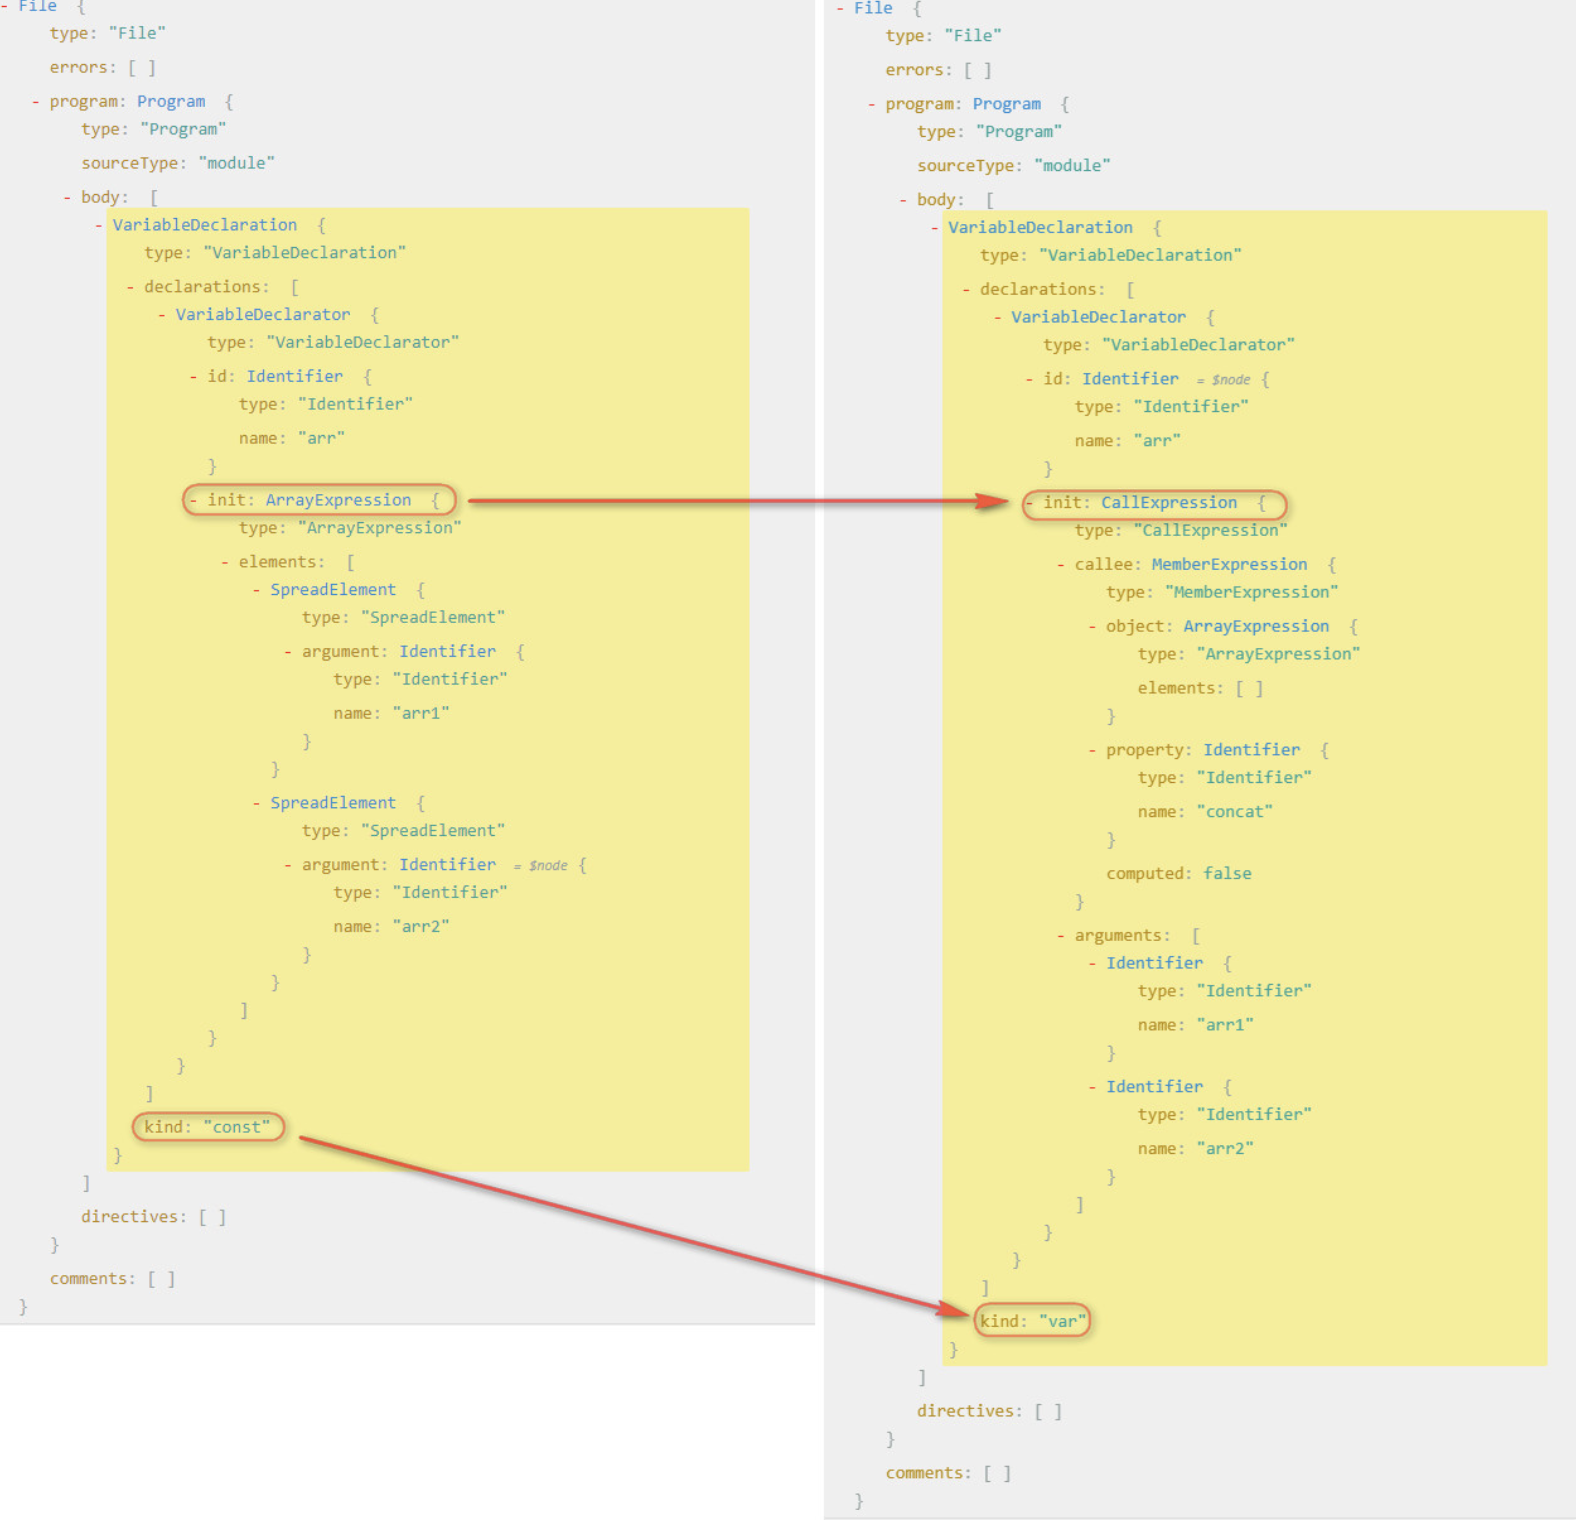 - File {
type: "File"
errors: [ ]
- program: Program {
type: "Program"
sourceType: "module"
- body: [
- VariableDeclaration {
type: "VariableDeclaration"
- declarations: [
- VariableDeclarator {
type: "VariableDeclarator"
- id: Identifier {
type: "Identifier"
name: "arr"
}
- init: ArrayExpression {
type: "ArrayExpression"
- elements: [
- SpreadElement {
type: "SpreadElement"
- argument: Identifier {
type: "Identifier"
name: "arr1"
}
}
- SpreadElement {
type: "SpreadElement"
- argument: Identifier = $node {
type: "Identifier"
name: "arr2"
}
}
]
}
}
]
kind: "const"
}
]
directives: [ ]
}
comments: [ ]
}
- File {
type: "File"
errors: [ ]
- program: Program {
type: "Program"
sourceType: "module"
- body: [
- VariableDeclaration {
type: "VariableDeclaration"
- declarations: [
- VariableDeclarator {
type: "VariableDeclarator"
- id: Identifier = $node {
type: "Identifier"
name: "arr"
}
- init: CallExpression {
type: "CallExpression"
- callee: MemberExpression {
type: "MemberExpression"
- object: ArrayExpression {
type: "ArrayExpression"
elements: [ ]
}
- property: Identifier {
type: "Identifier"
name: "concat"
}
computed: false
}
- arguments: [
- Identifier {
type: "Identifier"
name: "arr1"
}
- Identifier {
type: "Identifier"
name: "arr2"
}
]
}
}
]
kind: "var"
}
]
directives: [ ]
}
comments: [ ]
}